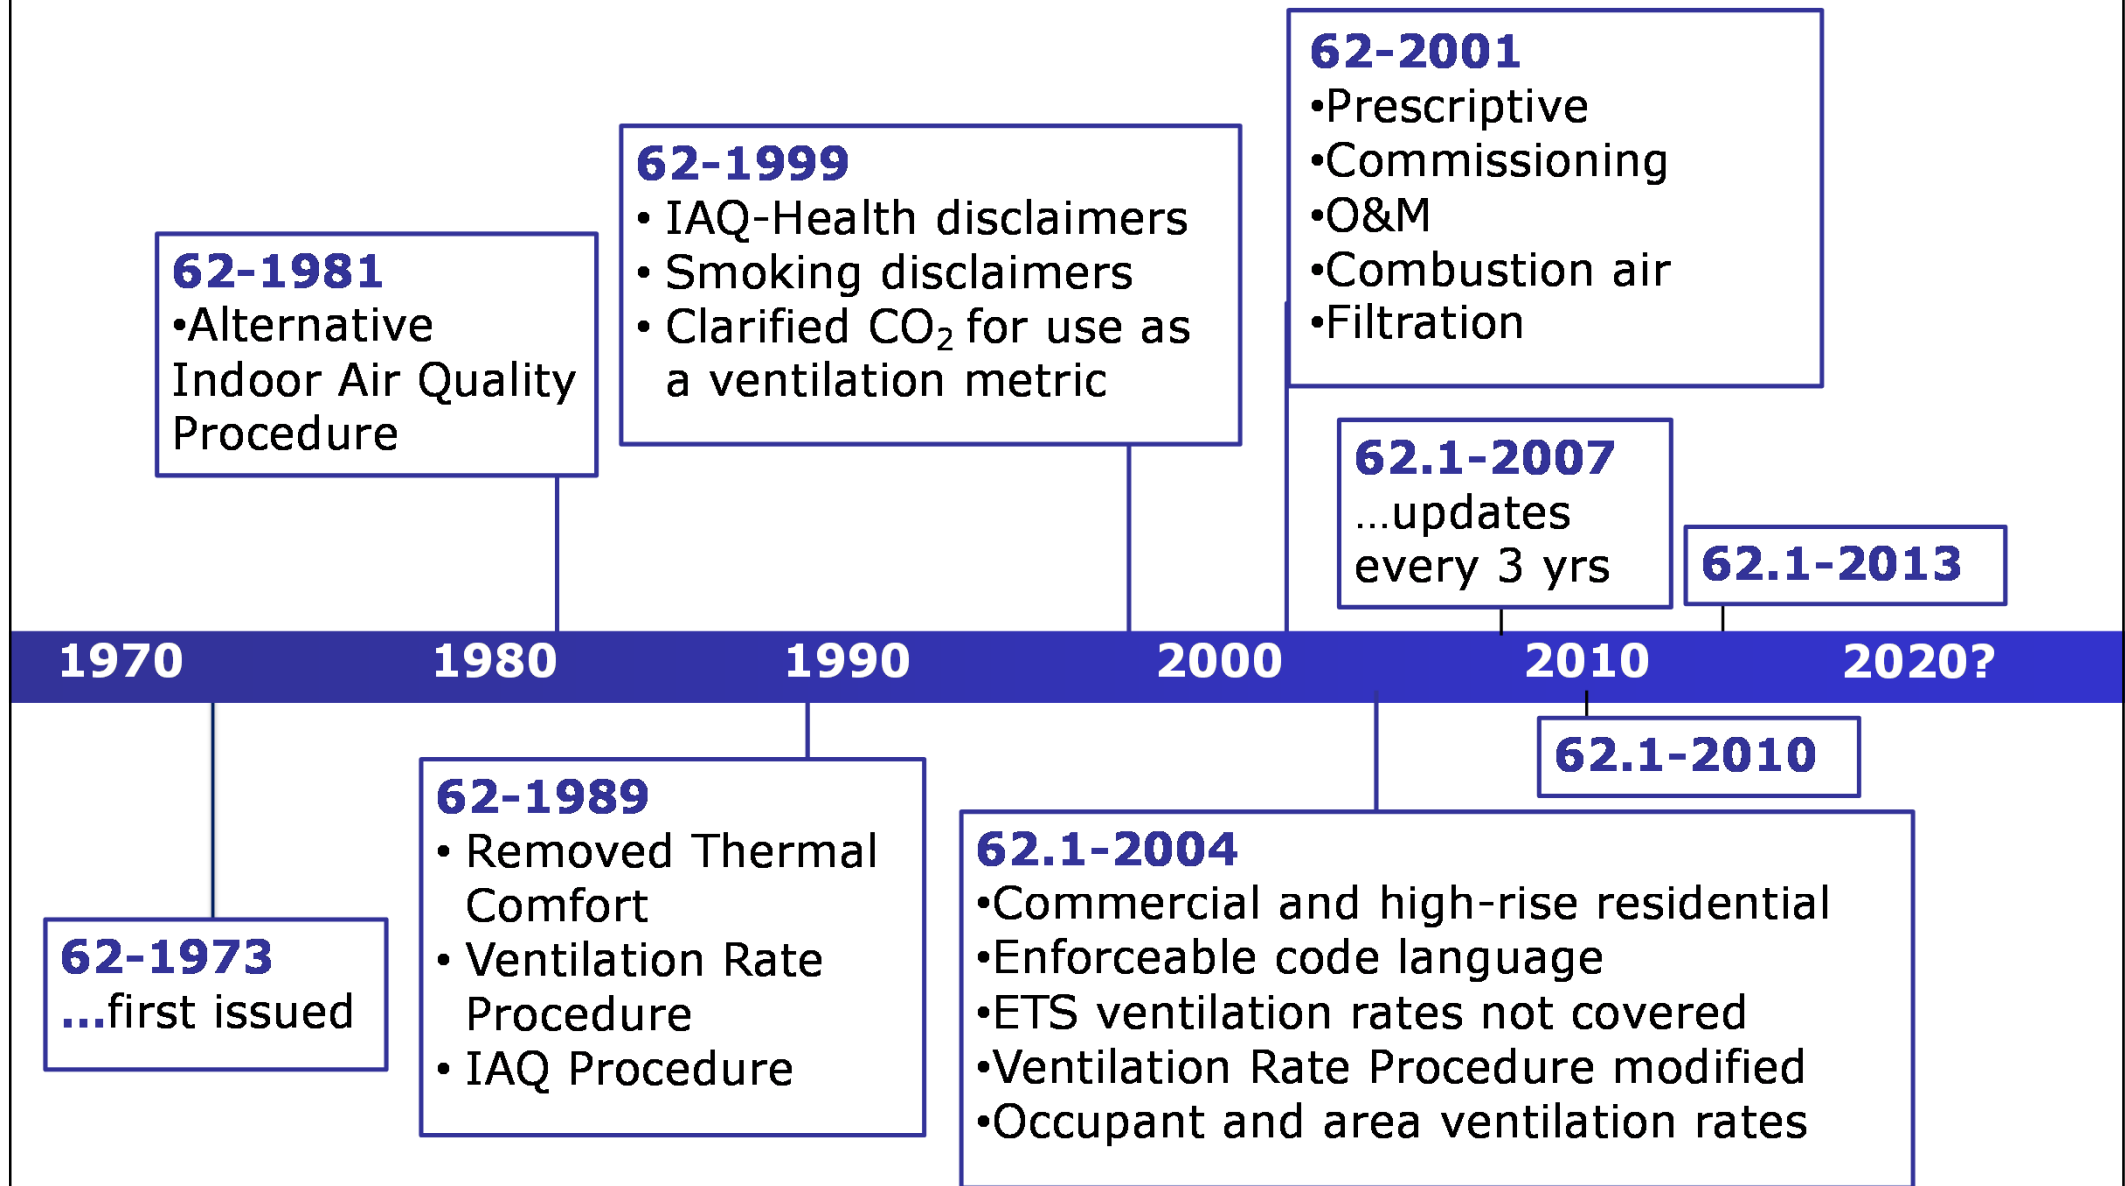 62-2001
•Prescriptive
•Commissioning
•O&M
•Combustion air
•Filtration
62-1999
• IAQ-Health disclaimers
• Smoking disclaimers
• Clarified CO₂ for use as
a ventilation metric
62-1981
•Alternative
Indoor Air Quality
Procedure
62.1-2007
...updates
every 3 yrs
62.1-2013
1970 1980 1990 2000 2010 2020?
62.1-2010
62-1989
• Removed Thermal
Comfort
• Ventilation Rate
Procedure
• IAQ Procedure
62.1-2004
•Commercial and high-rise residential
•Enforceable code language
•ETS ventilation rates not covered
•Ventilation Rate Procedure modified
•Occupant and area ventilation rates
62-1973
...first issued